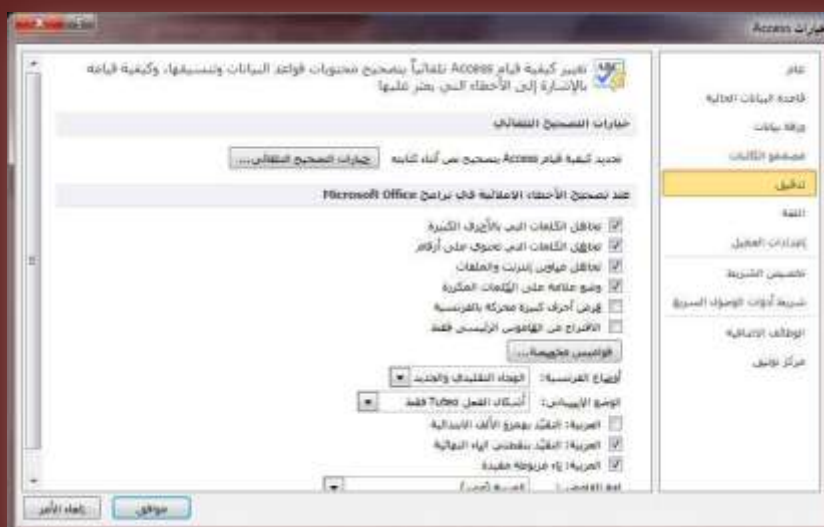 خيارات Access
عام
قاعدة البيانات الحالية
ورقة بيانات
مصممو الكائنات
تدقيق
اللغة
إعدادات العميل
تخصيص الشريط
شريط أدوات الوصول السريع
الوظائف الإضافية
مركز توثيق
تغيير كيفية قيام Access تلقائياً بتصحيح محتويات قواعد البيانات وتنسيقها، وكيفية قيامه
بالإشارة إلى الأخطاء التي يعثر عليها
خيارات التصحيح التلقائي
تحديد كيفية قيام Access بتصحيح نص أثناء كتابته
خيارات التصحيح التلقائي...
عند تصحيح الأخطاء الإملائية في برامج Microsoft Office
تجاهل الكلمات التي بالأحرف الكبيرة
تجاهل الكلمات التي تحتوي على أرقام
تجاهل عناوين إنترنت والملفات
وضع علامة على الكلمات المكررة
فرض أحرف كبيرة محركة بالفرنسية
الاقتراح من القاموس الرئيسي فقط
قواميس مخصصة...
أوضاع الفرنسية: الهجاء التقليدي والجديد
الوضع الإسباني: أشكال الفعل Tuteo فقط
العربية: التقيّد بهمزة الألف الابتدائية
العربية: التقيّد بنقطتي الياء النهائية
العربية: تاء مربوطة مقيدة
موافق
إلغاء الأمر